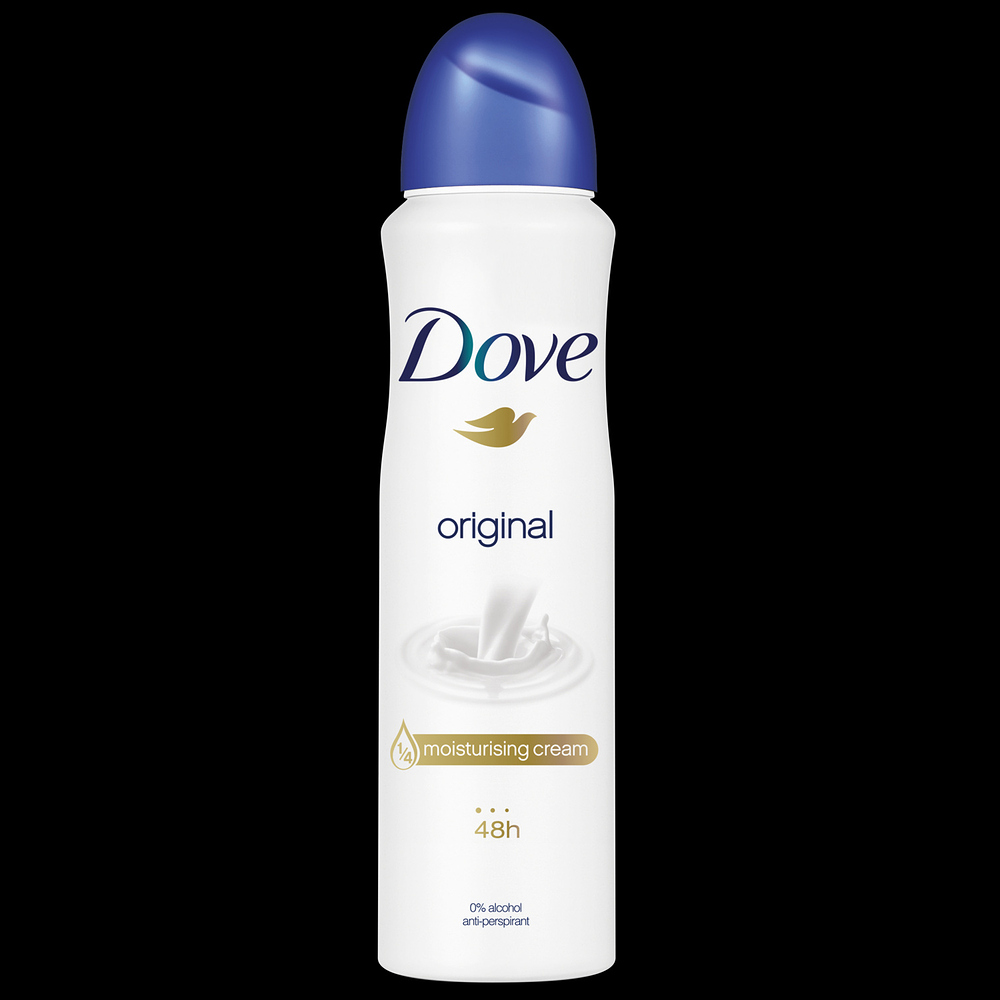 Dove
original
1/4 moisturising cream
48h
0% alcohol
anti-perspirant